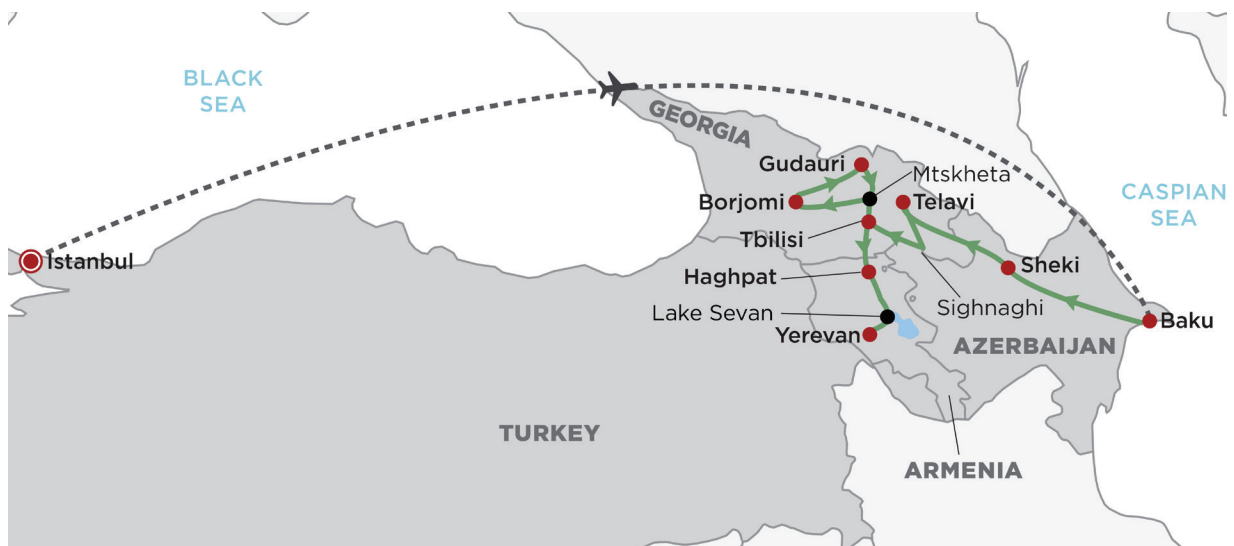 BLACK
SEA
GEORGIA
Gudauri
Mtskheta
Borjomi
Telavi
CASPIAN
SEA
Tbilisi
Istanbul
Haghpat
Sheki
Lake Sevan
Sighnaghi
Yerevan
Baku
AZERBAIJAN
TURKEY
ARMENIA